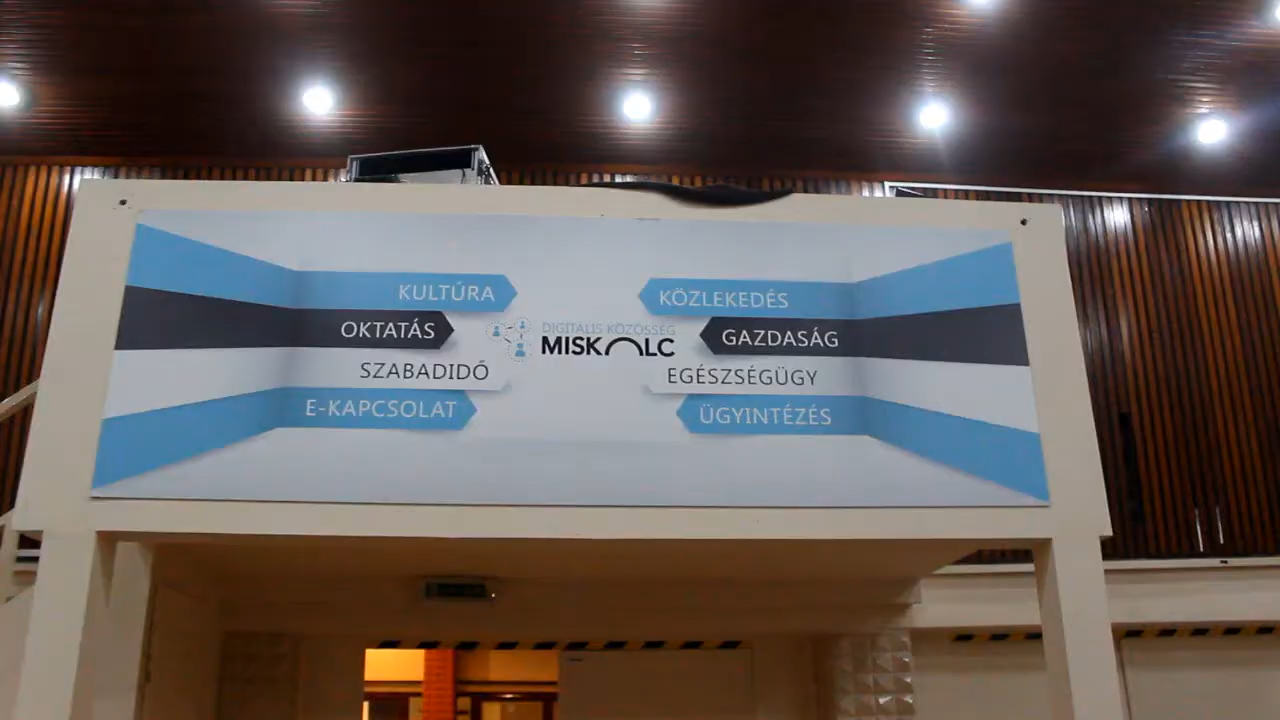 KULTÚRA
OKTATÁS
SZABADIDŐ
E-KAPCSOLAT
DIGITÁLIS KÖZÖSSÉG
MISKOLC
KÖZLEKEDÉS
GAZDASÁG
EGÉSZSÉGÜGY
ÜGYINTÉZÉS